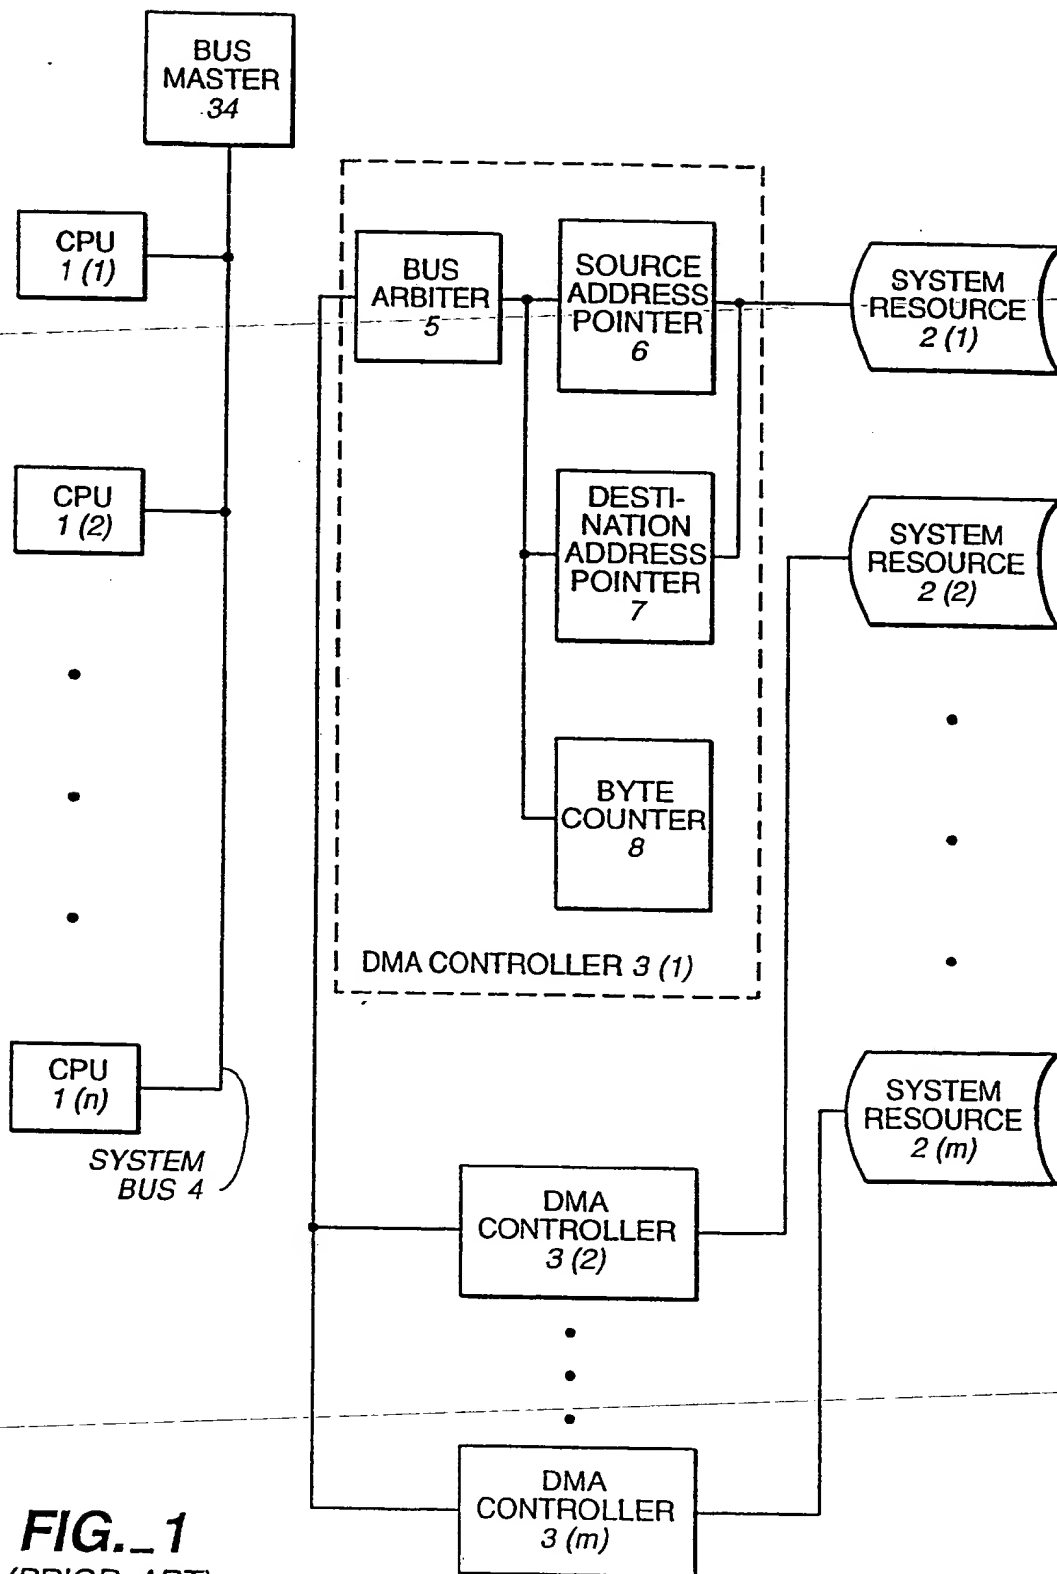 BUS
MASTER
34
CPU
1 (1)
BUS
ARBITER
5
SOURCE
ADDRESS
POINTER
6
SYSTEM
RESOURCE
2 (1)
CPU
1 (2)
DESTI-
NATION
ADDRESS
POINTER
7
SYSTEM
RESOURCE
2 (2)
BYTE
COUNTER
8
DMA CONTROLLER 3 (1)
CPU
1 (n)
SYSTEM
BUS 4
SYSTEM
RESOURCE
2 (m)
DMA
CONTROLLER
3 (2)
DMA
CONTROLLER
3 (m)
FIG._1
(PRIOR ART)